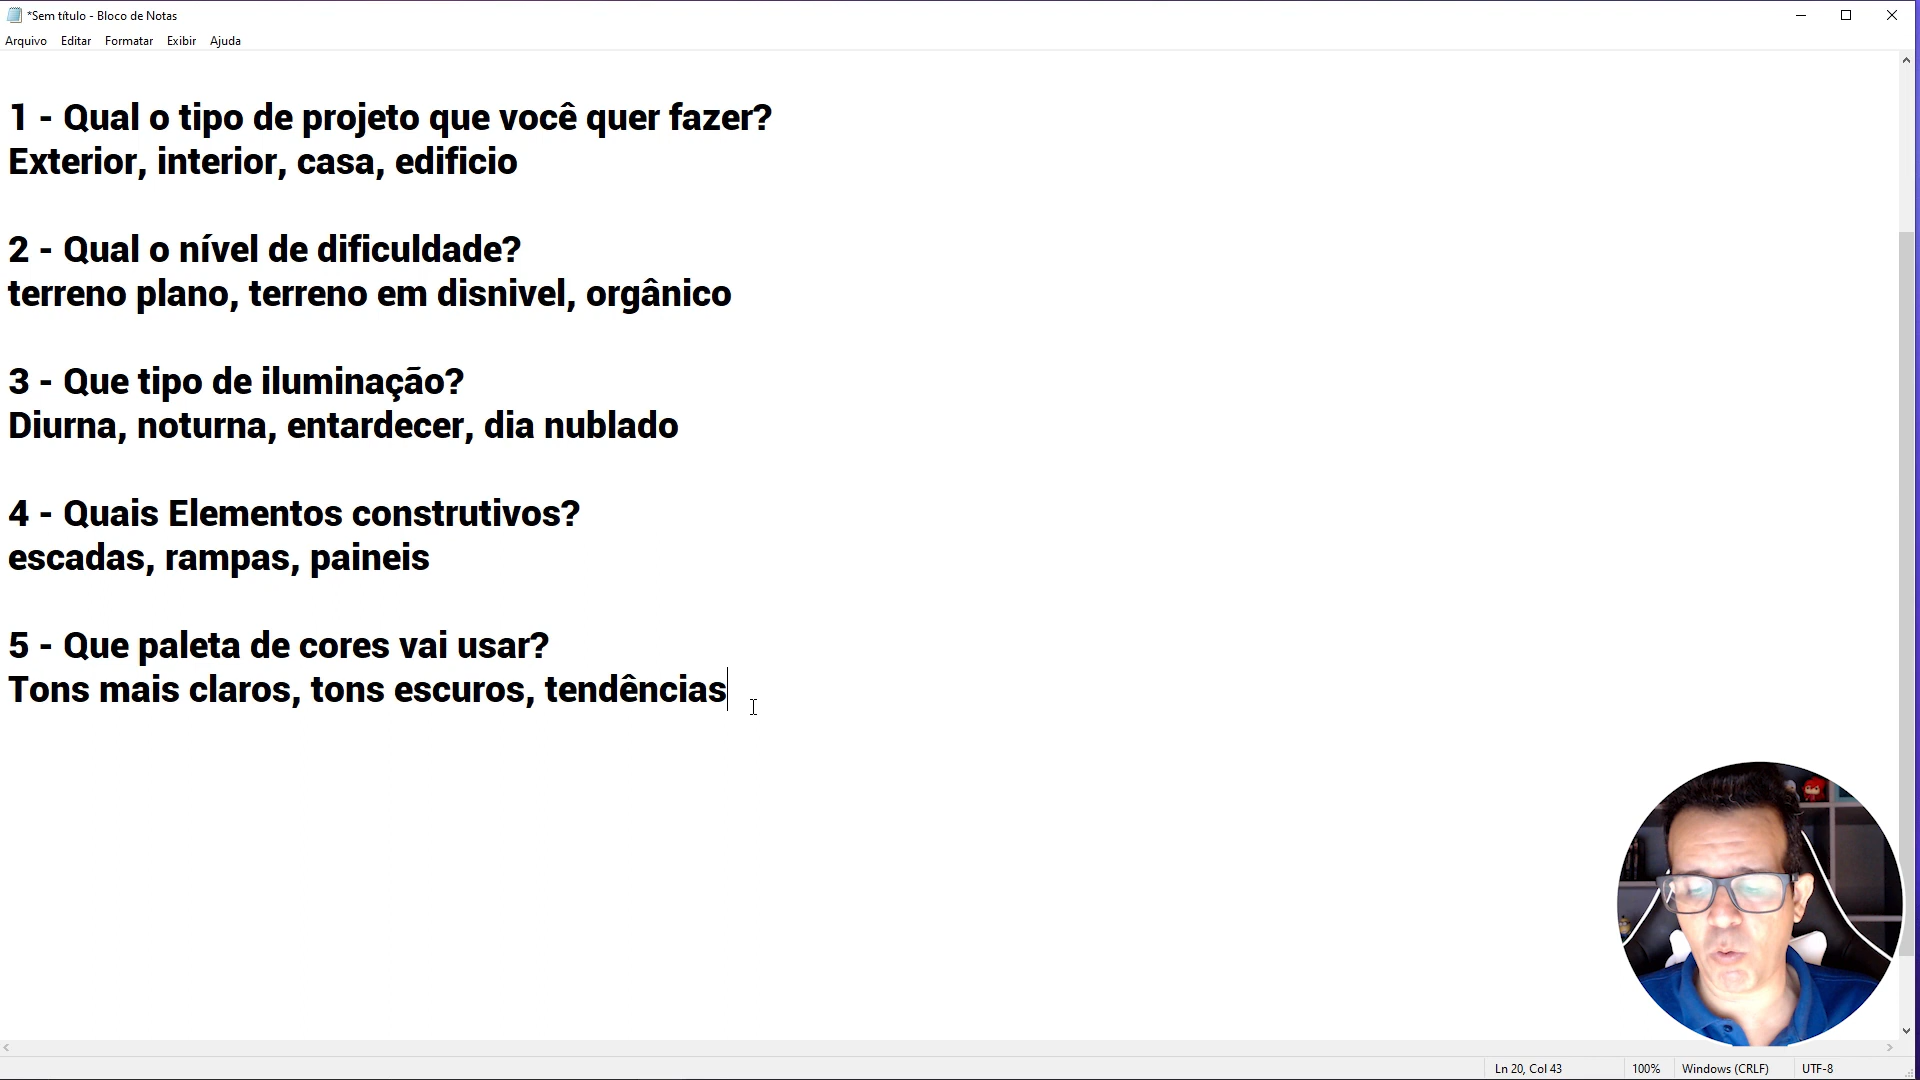 *Sem título - Bloco de Notas
Arquivo Editar Formatar Exibir Ajuda
1 - Qual o tipo de projeto que você quer fazer?
Exterior, interior, casa, edificio
2 - Qual o nível de dificuldade?
terreno plano, terreno em disnivel, orgânico
3 - Que tipo de iluminação?
Diurna, noturna, entardecer, dia nublado
4 - Quais Elementos construtivos?
escadas, rampas, paineis
5 - Que paleta de cores vai usar?
Tons mais claros, tons escuros, tendências
Ln 20, Col 43 100% Windows (CRLF) UTF-8